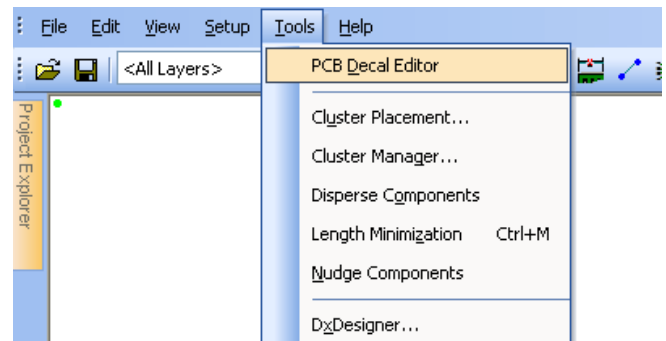 File Edit View Setup Tools Help
<All Layers>
Project Explorer
PCB Decal Editor
Cluster Placement...
Cluster Manager...
Disperse Components
Length Minimization Ctrl+M
Nudge Components
DxDesigner...